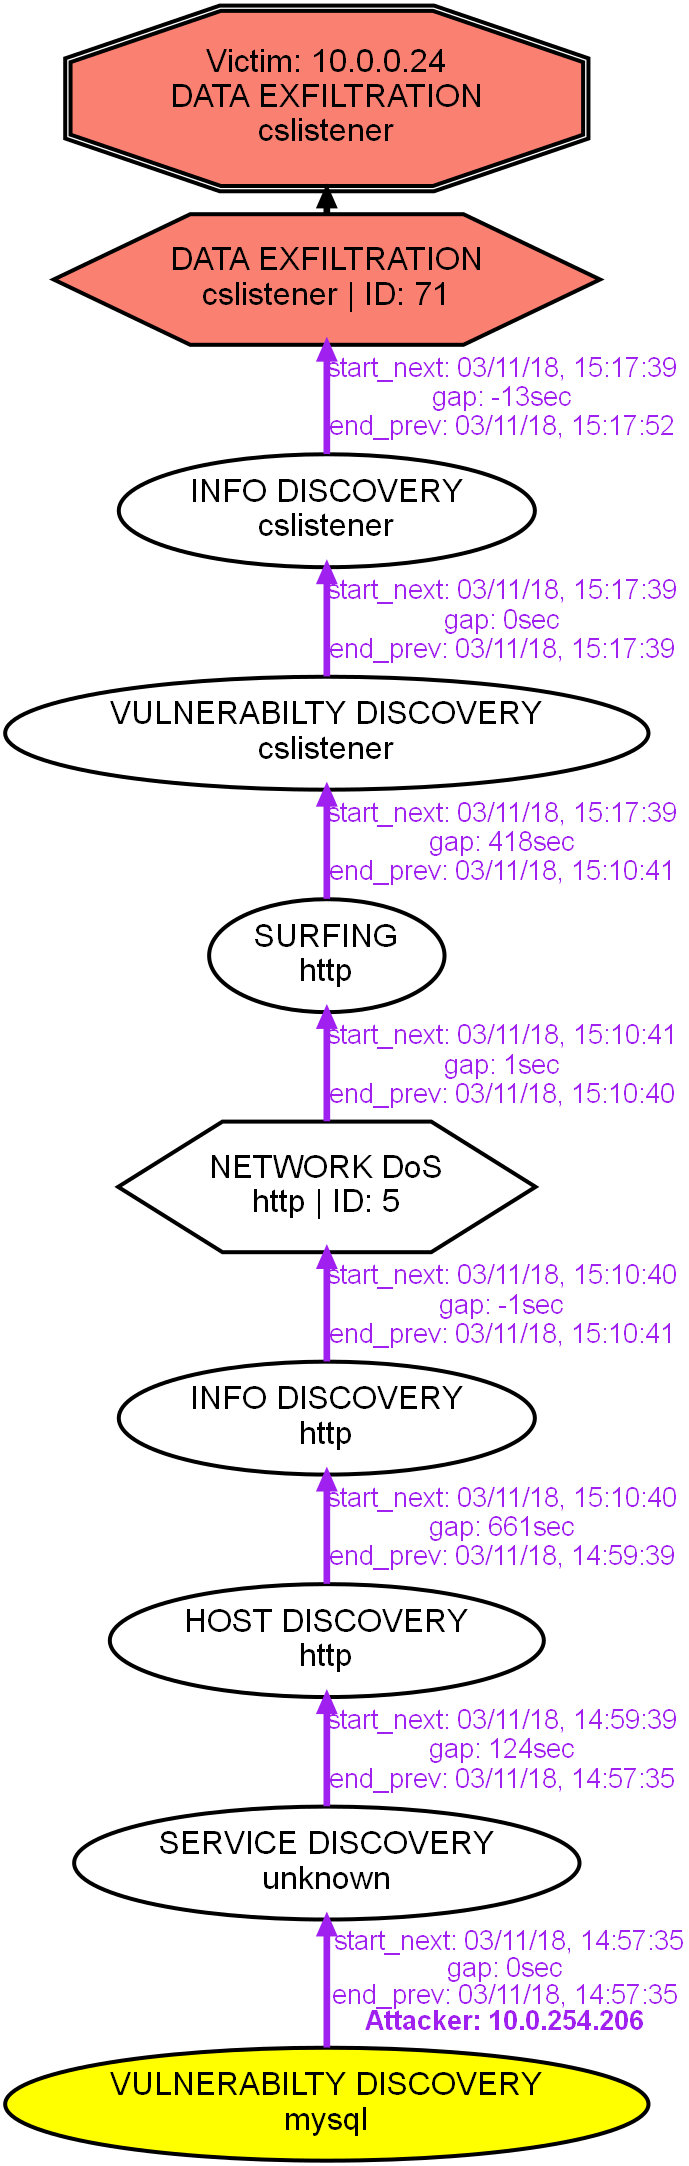 Victim: 10.0.0.24
DATA EXFILTRATION
cslistener
DATA EXFILTRATION
cslistener | ID: 71
start_next: 03/11/18, 15:17:39
gap: -13sec
end_prev: 03/11/18, 15:17:52
INFO DISCOVERY
cslistener
start_next: 03/11/18, 15:17:39
gap: 0sec
end_prev: 03/11/18, 15:17:39
VULNERABILTY DISCOVERY
cslistener
start_next: 03/11/18, 15:17:39
gap: 418sec
end_prev: 03/11/18, 15:10:41
SURFING
http
start_next: 03/11/18, 15:10:41
gap: 1sec
end_prev: 03/11/18, 15:10:40
NETWORK DoS
http | ID: 5
start_next: 03/11/18, 15:10:40
gap: -1sec
end_prev: 03/11/18, 15:10:41
INFO DISCOVERY
http
start_next: 03/11/18, 15:10:40
gap: 661sec
end_prev: 03/11/18, 14:59:39
HOST DISCOVERY
http
start_next: 03/11/18, 14:59:39
gap: 124sec
end_prev: 03/11/18, 14:57:35
SERVICE DISCOVERY
unknown
start_next: 03/11/18, 14:57:35
gap: 0sec
end_prev: 03/11/18, 14:57:35
Attacker: 10.0.254.206
VULNERABILTY DISCOVERY
mysql